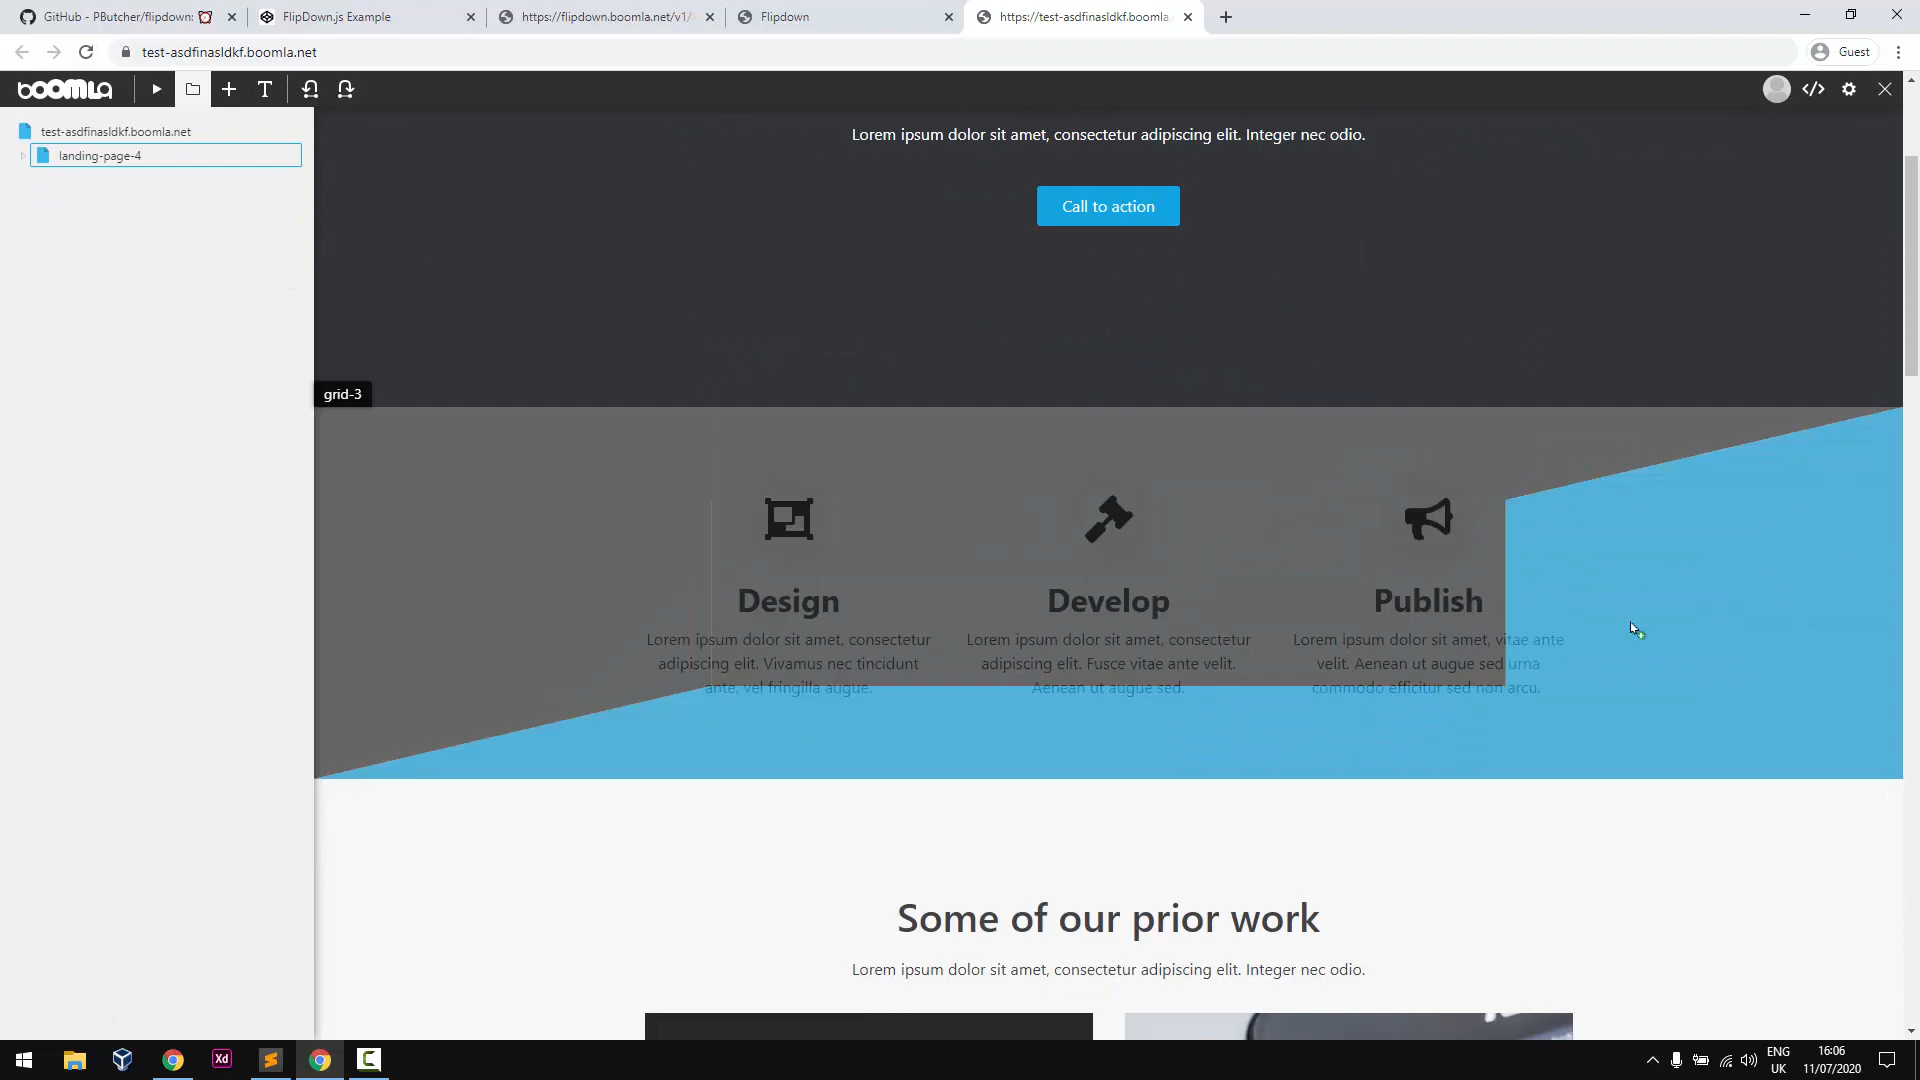 GitHub - PButcher/flipdown:
FlipDown.js Example
https://flipdown.boomla.net/v1/
Flipdown
https://test-asdfinasldkf.boomla.
test-asdfinasldkf.boomla.net
Guest
boomla
T
test-asdfinasldkf.boomla.net
landing-page-4
Lorem ipsum dolor sit amet, consectetur adipiscing elit. Integer nec odio.
Call to action
grid-3
Design
Lorem ipsum dolor sit amet, consectetur
adipiscing elit. Vivamus nec tincidunt
ante, vel fringilla augue.
Develop
Lorem ipsum dolor sit amet, consectetur
adipiscing elit. Fusce vitae ante velit.
Aenean ut augue sed.
Publish
Lorem ipsum dolor sit amet, vitae ante
velit. Aenean ut augue sed urna
commodo efficitur sed non arcu.
Some of our prior work
Lorem ipsum dolor sit amet, consectetur adipiscing elit. Integer nec odio.
Xd
ENG
UK
16:06
11/07/2020